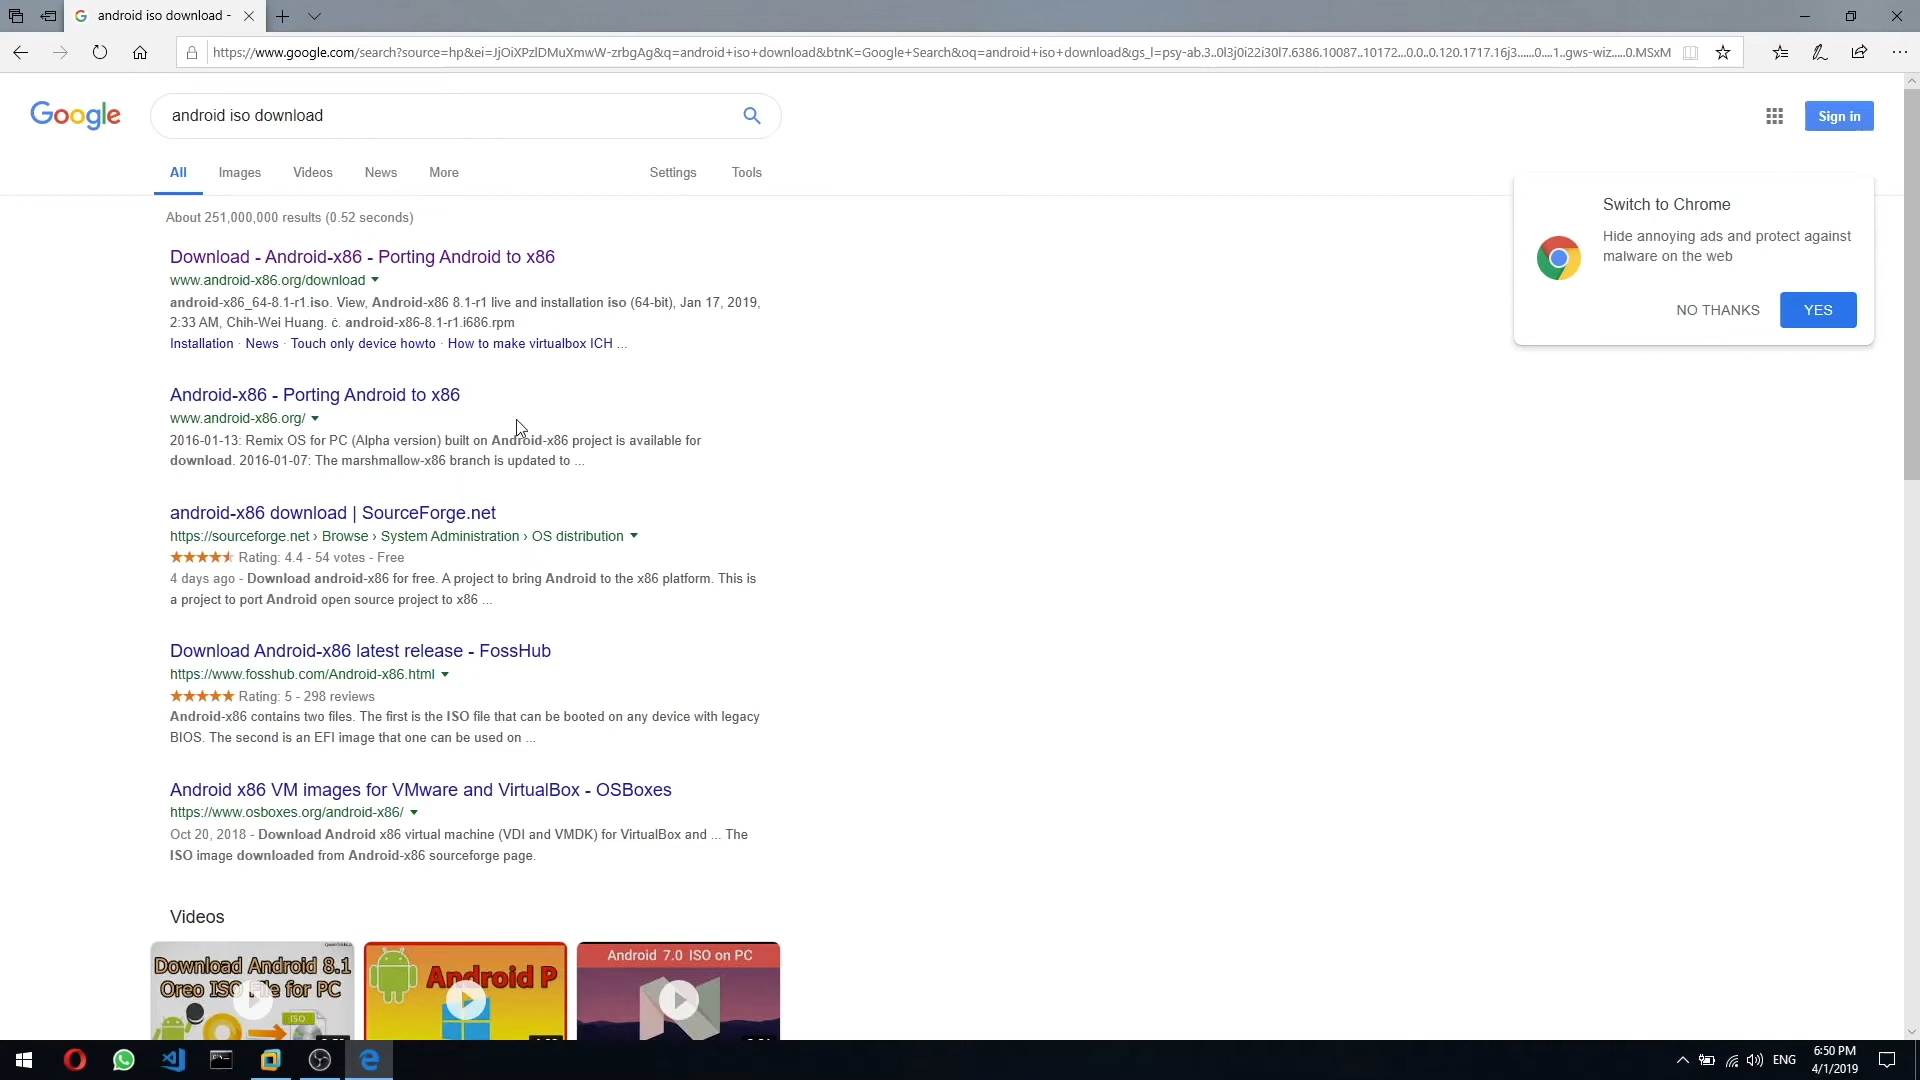 android iso download -
https://www.google.com/search?source=hp&ei=JjOiXPzlDMuXmwW-zrbgAg&q=android+iso+download&btnK=Google+Search&oq=android+iso+download&gs_l=psy-ab.3..0l3j0i22i30l7.6386.10087..10172...0.0..0.120.1717.16j3......0....1..gws-wiz.....0.MSxM
Google
android iso download
Sign in
All
Images
Videos
News
More
Settings
Tools
About 251,000,000 results (0.52 seconds)
Switch to Chrome
Hide annoying ads and protect against
malware on the web
NO THANKS
YES
Download - Android-x86 - Porting Android to x86
www.android-x86.org/download
android-x86_64-8.1-r1.iso. View, Android-x86 8.1-r1 live and installation iso (64-bit), Jan 17, 2019,
2:33 AM, Chih-Wei Huang. ċ. android-x86-8.1-r1.i686.rpm
Installation · News · Touch only device howto · How to make virtualbox ICH ...
Android-x86 - Porting Android to x86
www.android-x86.org/
2016-01-13: Remix OS for PC (Alpha version) built on Android-x86 project is available for
download. 2016-01-07: The marshmallow-x86 branch is updated to ...
android-x86 download | SourceForge.net
https://sourceforge.net › Browse › System Administration › OS distribution
Rating: 4.4 - 54 votes - Free
4 days ago - Download android-x86 for free. A project to bring Android to the x86 platform. This is
a project to port Android open source project to x86 ...
Download Android-x86 latest release - FossHub
https://www.fosshub.com/Android-x86.html
Rating: 5 - 298 reviews
Android-x86 contains two files. The first is the ISO file that can be booted on any device with legacy
BIOS. The second is an EFI image that one can be used on ...
Android x86 VM images for VMware and VirtualBox - OSBoxes
https://www.osboxes.org/android-x86/
Oct 20, 2018 - Download Android x86 virtual machine (VDI and VMDK) for VirtualBox and ... The
ISO image downloaded from Android-x86 sourceforge page.
Videos
Download Android 8.1
Oreo ISO File for PC
ISO
Android P
Android 7.0 ISO on PC
ENG
6:50 PM
4/1/2019